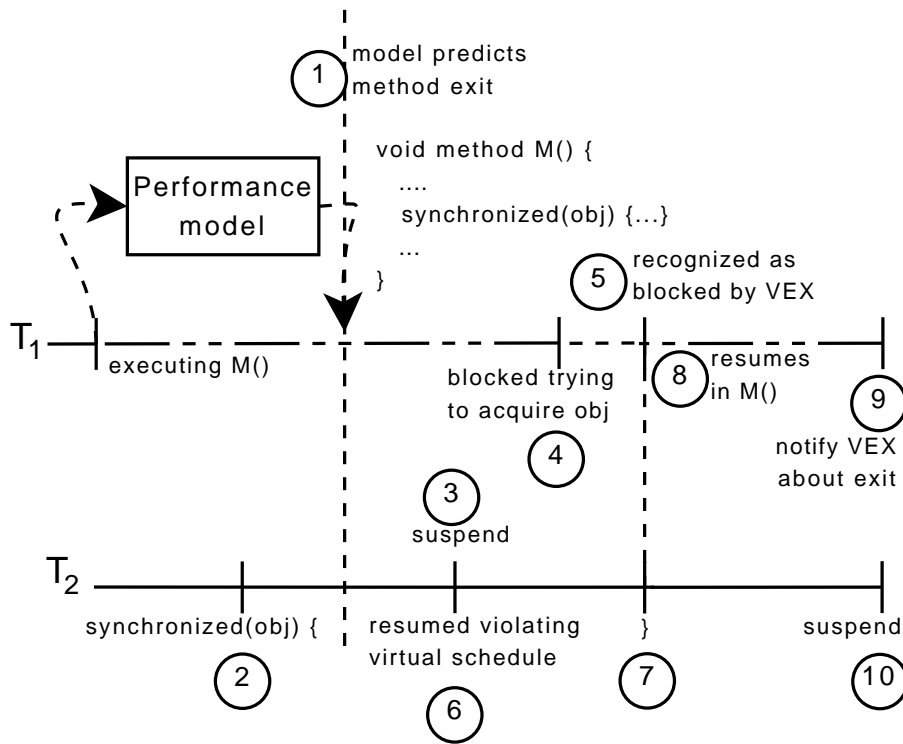 1
model predicts
method exit
Performance
model
void method M() {
....
synchronized(obj) {...}
...
}
5
recognized as
blocked by VEX
T1
executing M()
blocked trying
to acquire obj
4
8
resumes
in M()
9
notify VEX
about exit
3
suspend
T2
synchronized(obj) {
2
resumed violating
virtual schedule
6
}
7
suspend
10